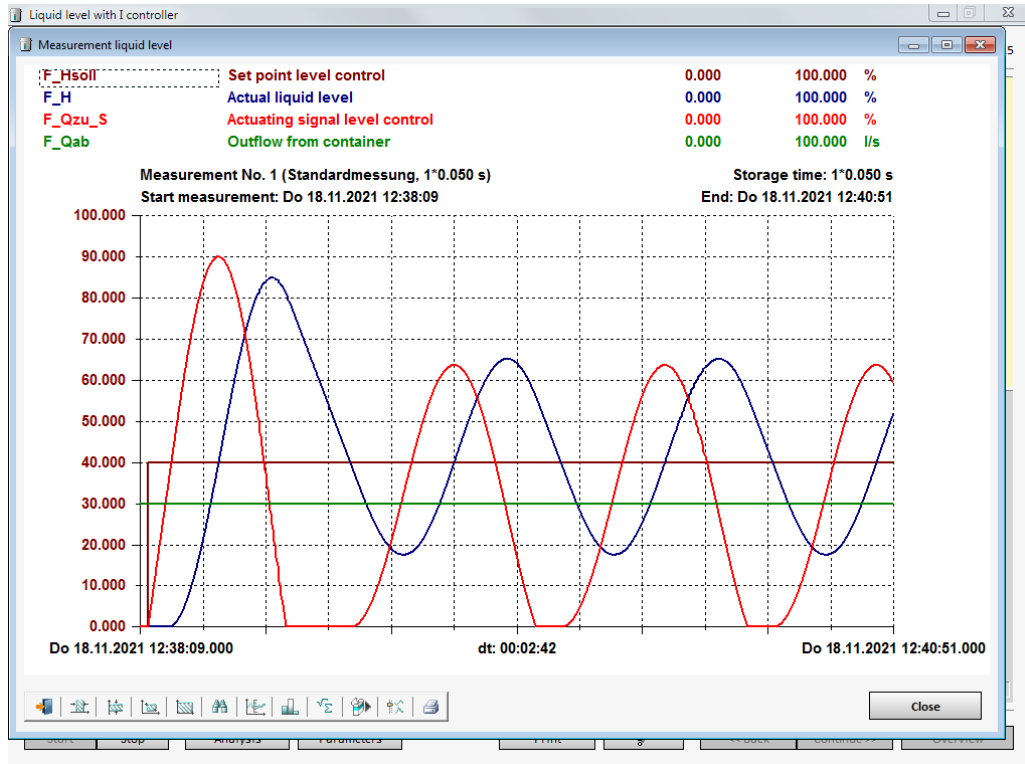 Liquid level with I controller
Measurement liquid level
5
F_Hsoll Set point level control 0.000 100.000 %
F_H Actual liquid level 0.000 100.000 %
F_Qzu_S Actuating signal level control 0.000 100.000 %
F_Qab Outflow from container 0.000 100.000 l/s
Measurement No. 1 (Standardmessung, 1*0.050 s) Storage time: 1*0.050 s
Start measurement: Do 18.11.2021 12:38:09 End: Do 18.11.2021 12:40:51
100.000
90.000
80.000
70.000
60.000
50.000
40.000
30.000
20.000
10.000
0.000
Do 18.11.2021 12:38:09.000 dt: 00:02:42 Do 18.11.2021 12:40:51.000
Close
Start Stop Analysis Parameters Print << Back Continue >> Overview